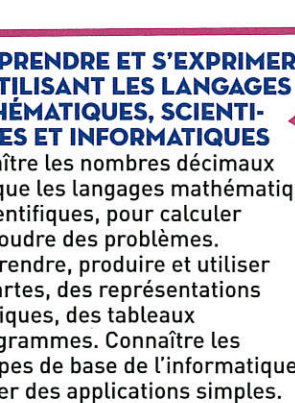 PRENDRE ET S’EXPRIMER
TILISANT LES LANGAGES
HÉMATIQUES, SCIENTI-
ES ET INFORMATIQUES
aître les nombres décimaux
que les langages mathématiq
entifiques, pour calculer
oudre des problèmes.
rendre, produire et utiliser
artes, des représentations
iques, des tableaux
grammes. Connaître les
ipes de base de l’informatique
er des applications simples.